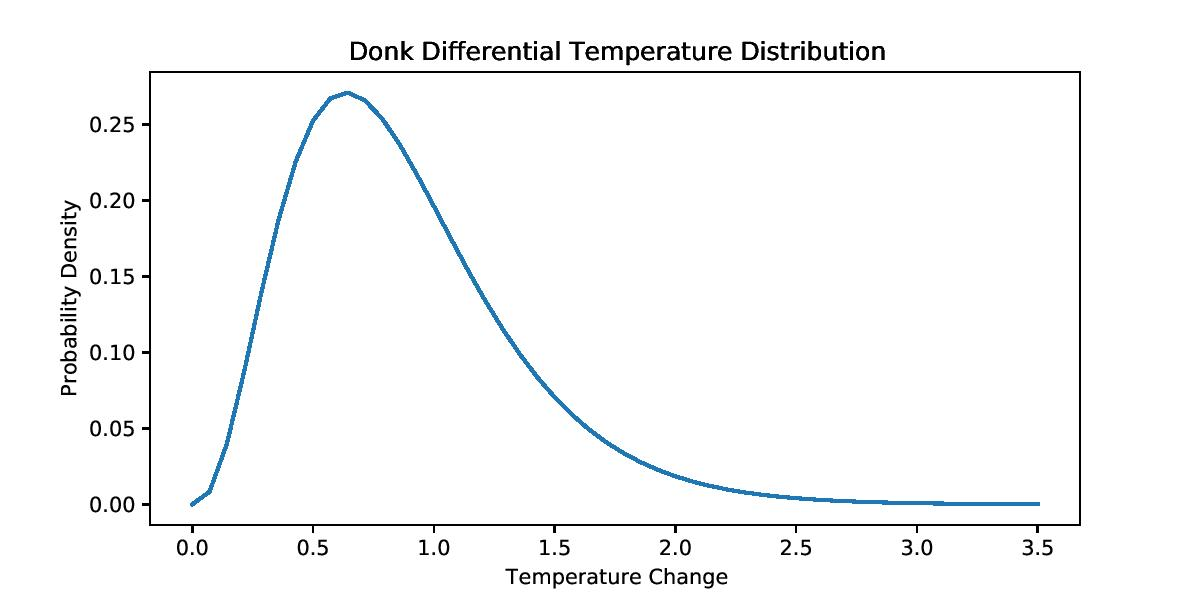 Donk Differential Temperature Distribution
Probability Density
0.25
0.20
0.15
0.10
0.05
0.00
0.0 0.5 1.0 1.5 2.0 2.5 3.0 3.5
Temperature Change